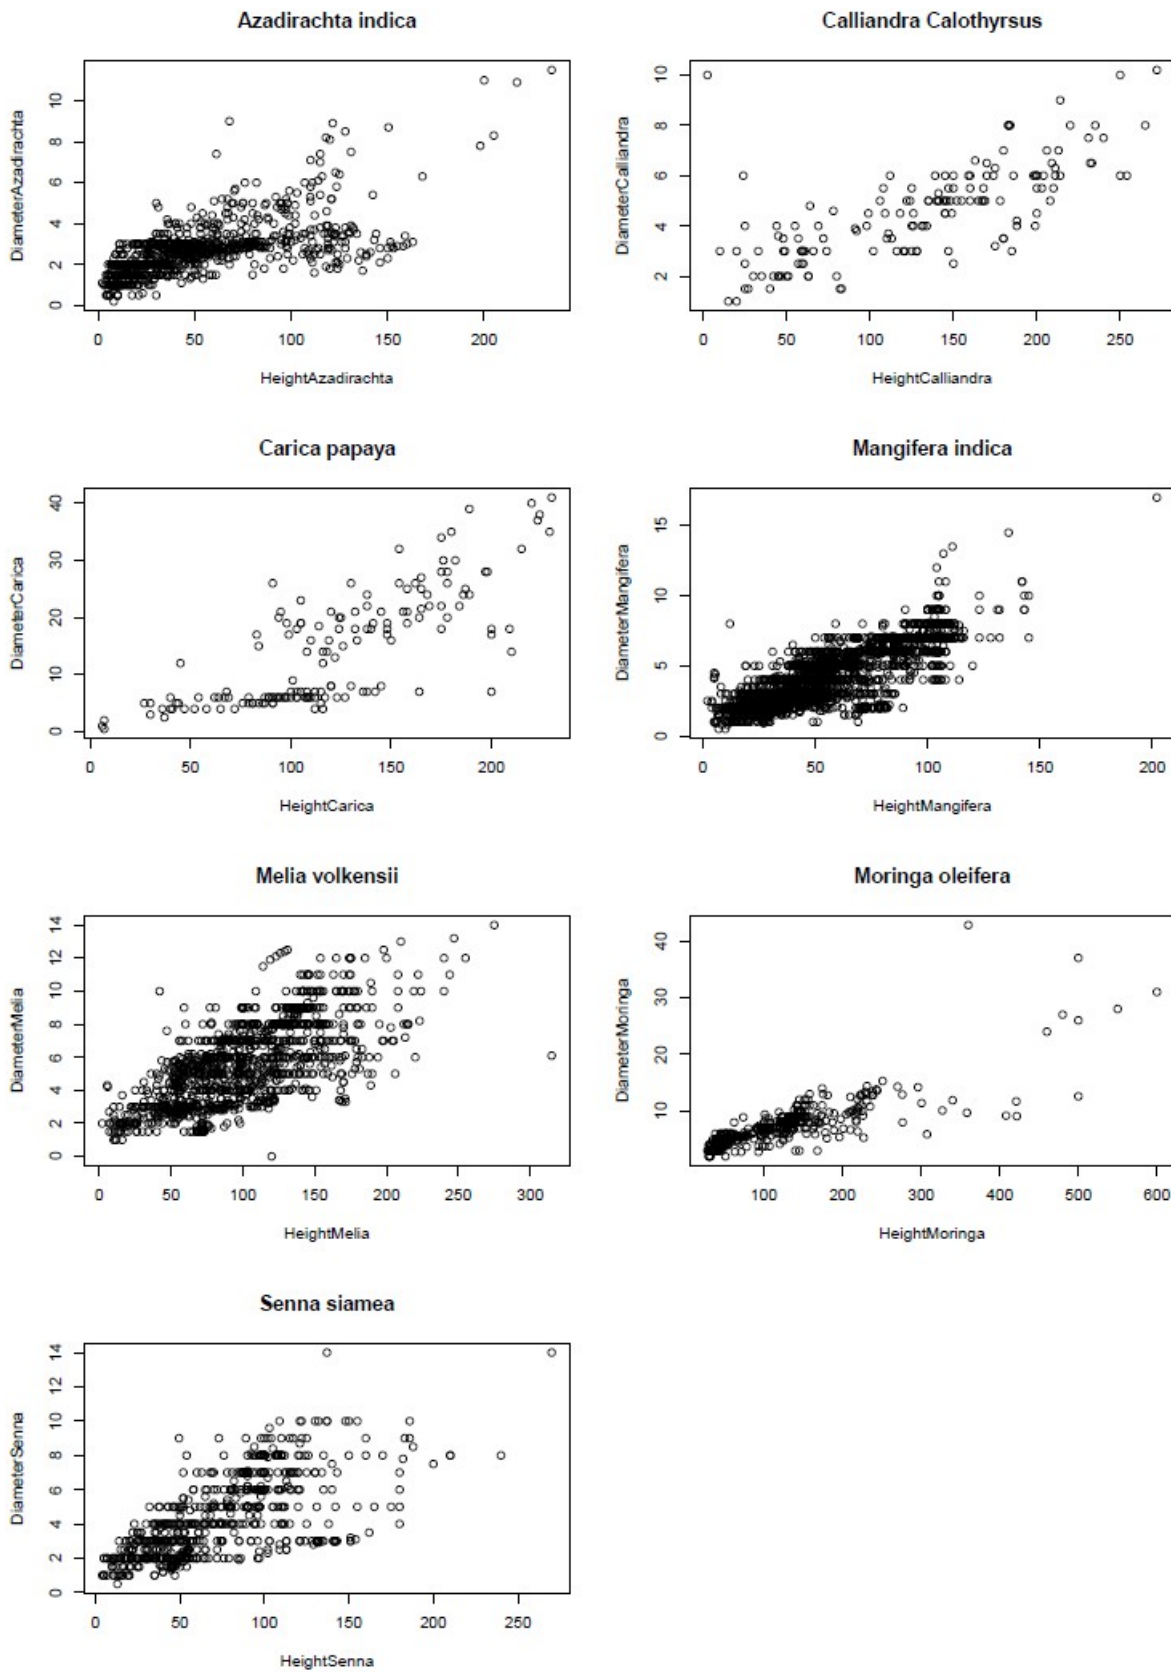 Azadirachta indica
DiameterAzadirachta
10
8
6
4
2
0
0 50 100 150 200
HeightAzadirachta
Calliandra Calothyrsus
DiameterCalliandra
10
8
6
4
2
0 50 100 150 200 250
HeightCalliandra
Carica papaya
DiameterCarica
40
30
20
10
0
0 50 100 150 200
HeightCarica
Mangifera indica
DiameterMangifera
15
10
5
0
0 50 100 150 200
HeightMangifera
Melia volkensii
DiameterMelia
14
12
10
8
6
4
2
0
0 50 100 150 200 250 300
HeightMelia
Moringa oleifera
DiameterMoringa
40
30
20
10
100 200 300 400 500 600
HeightMoringa
Senna siamea
DiameterSenna
14
12
10
8
6
4
2
0
0 50 100 150 200 250
HeightSenna